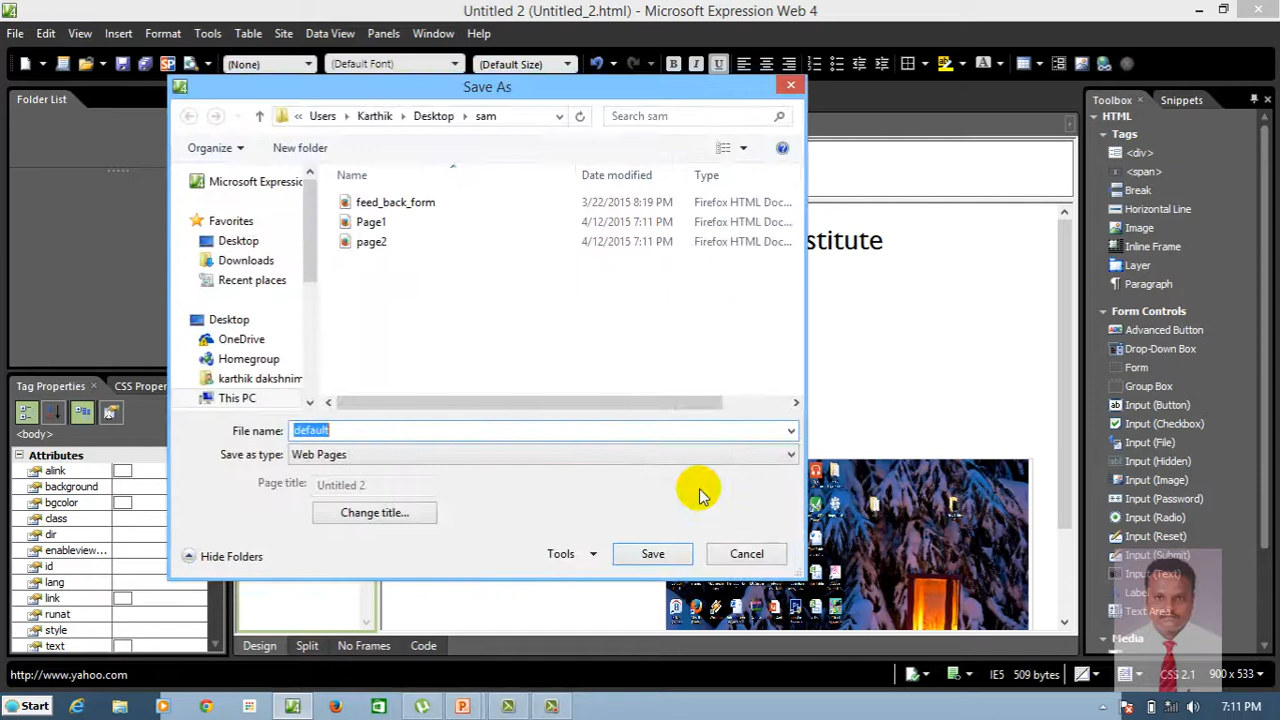 Untitled 2 (Untitled_2.html) - Microsoft Expression Web 4
File Edit View Insert Format Tools Table Site Data View Panels Window Help
(None) (Default Font) (Default Size) B I U
Folder List
Save As
Users Karthik Desktop sam Search sam
Organize New folder
Name Date modified Type
Microsoft Expressic
feed_back_form 3/22/2015 8:19 PM Firefox HTML Doc...
Page1 4/12/2015 7:11 PM Firefox HTML Doc...
page2 4/12/2015 7:11 PM Firefox HTML Doc...
Favorites
Desktop
Downloads
Recent places
Desktop
OneDrive
Homegroup
karthik dakshnim
This PC
File name: default
Save as type: Web Pages
Page title: Untitled 2
Change title...
Hide Folders Tools Save Cancel
stitute
Tag Properties CSS Proper
<body>
Attributes
alink
background
bgcolor
class
dir
enableview...
id
lang
link
runat
style
text
Toolbox Snippets
HTML
Tags
<div>
<span>
Break
Horizontal Line
Image
Inline Frame
Layer
Paragraph
Form Controls
Advanced Button
Drop-Down Box
Form
Group Box
Input (Button)
Input (Checkbox)
Input (File)
Input (Hidden)
Input (Image)
Input (Password)
Input (Radio)
Input (Reset)
Input (Submit)
Input (Text)
Labe
Text Area
Media
Design Split No Frames Code
http://www.yahoo.com IE5 509 bytes CSS 2.1 900 x 533
Start 7:11 PM